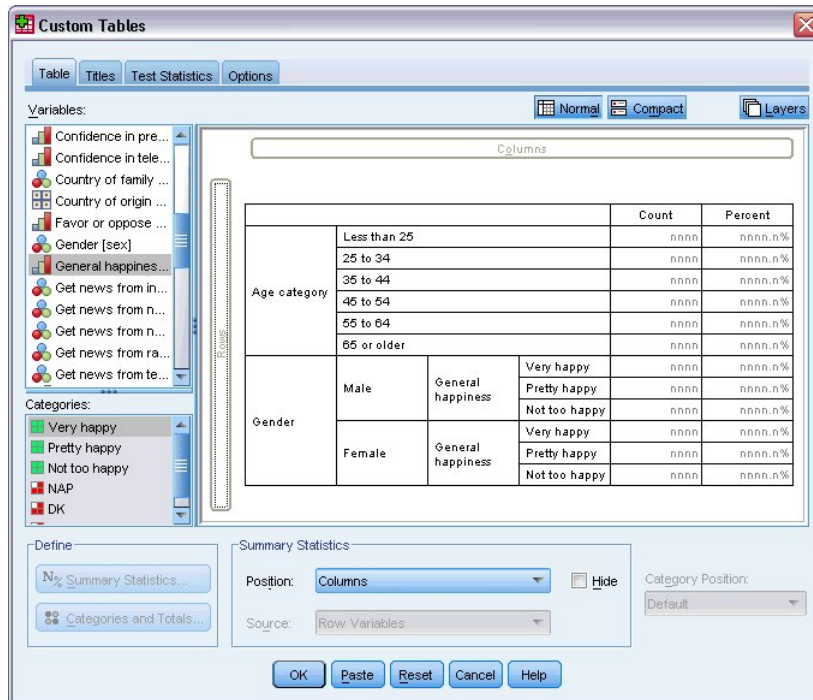 Custom Tables
Table Titles Test Statistics Options
Variables:
Normal Compact Layers
Confidence in pre...
Confidence in tele...
Country of family ...
Country of origin ...
Favor or oppose ...
Gender [sex]
General happines...
Get news from in...
Get news from n...
Get news from n...
Get news from ra...
Get news from te...
Categories:
Very happy
Pretty happy
Not too happy
NAP
DK
Columns
Rows
Count Percent
Age category
Less than 25 nnnn nnnn.n%
25 to 34 nnnn nnnn.n%
35 to 44 nnnn nnnn.n%
45 to 54 nnnn nnnn.n%
55 to 64 nnnn nnnn.n%
65 or older nnnn nnnn.n%
Gender
Male General happiness
Very happy nnnn nnnn.n%
Pretty happy nnnn nnnn.n%
Not too happy nnnn nnnn.n%
Female General happiness
Very happy nnnn nnnn.n%
Pretty happy nnnn nnnn.n%
Not too happy nnnn nnnn.n%
Define
N% Summary Statistics...
Categories and Totals...
Summary Statistics
Position: Columns Hide
Source: Row Variables
Category Position:
Default
OK Paste Reset Cancel Help